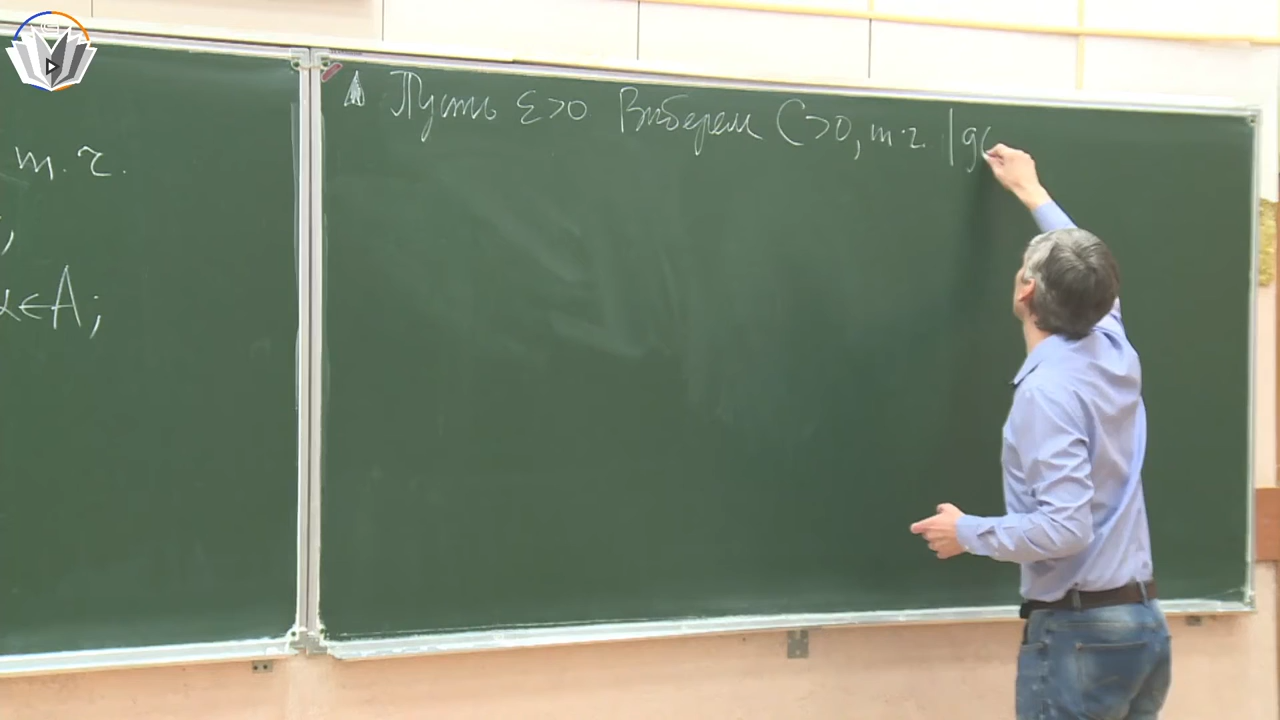 т. ч.
;
α∈A;
▲ Пусть ε>0. Выберем C>0, т.ч. |g(